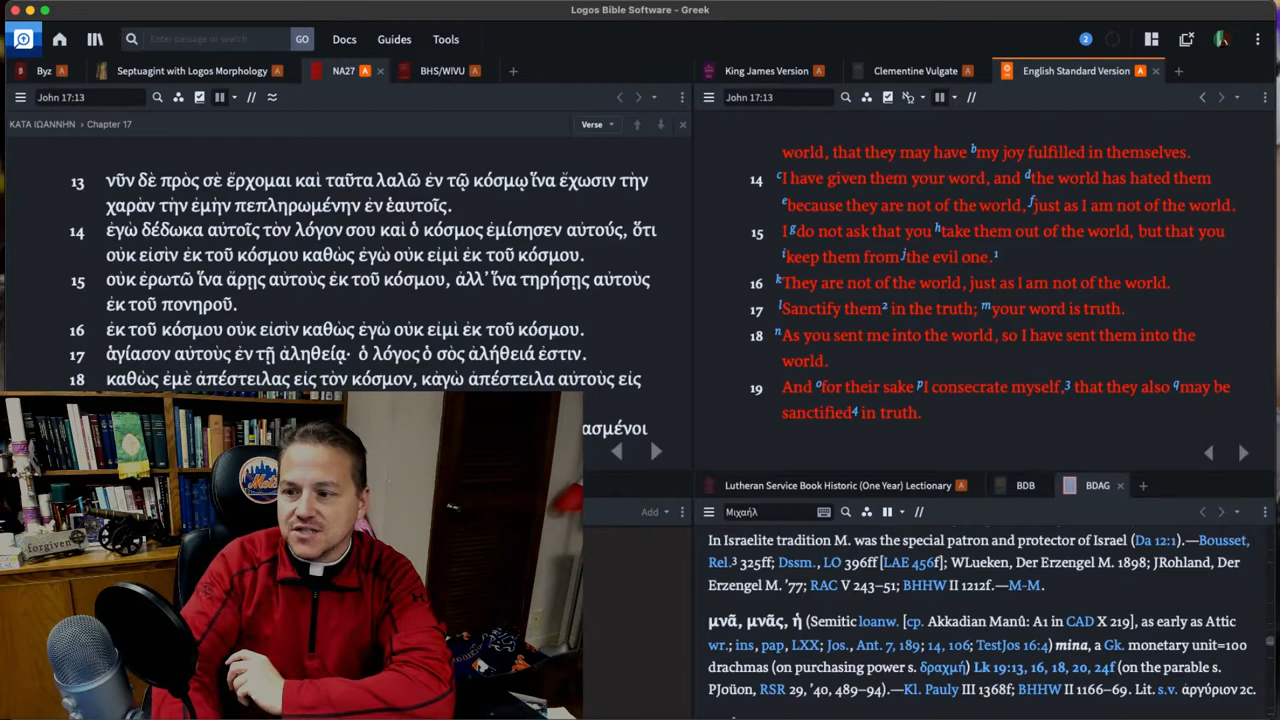 Logos Bible Software - Greek
Enter passage or search
GO
Docs
Guides
Tools
2
Byz A
Septuagint with Logos Morphology A
NA27 A
BHS/WIVU A
John 17:13
ΚΑΤΑ ΙΩΑΝΝΗΝ › Chapter 17
Verse
13 νῦν δὲ πρὸς σὲ ἔρχομαι καὶ ταῦτα λαλῶ ἐν τῷ κόσμῳ ἵνα ἔχωσιν τὴν
χαρὰν τὴν ἐμὴν πεπληρωμένην ἐν ἑαυτοῖς.
14 ἐγὼ δέδωκα αὐτοῖς τὸν λόγον σου καὶ ὁ κόσμος ἐμίσησεν αὐτούς, ὅτι
οὐκ εἰσὶν ἐκ τοῦ κόσμου καθὼς ἐγὼ οὐκ εἰμὶ ἐκ τοῦ κόσμου.
15 οὐκ ἐρωτῶ ἵνα ἄρῃς αὐτοὺς ἐκ τοῦ κόσμου, ἀλλ’ ἵνα τηρήσῃς αὐτοὺς
ἐκ τοῦ πονηροῦ.
16 ἐκ τοῦ κόσμου οὐκ εἰσὶν καθὼς ἐγὼ οὐκ εἰμὶ ἐκ τοῦ κόσμου.
17 ἁγίασον αὐτοὺς ἐν τῇ ἀληθείᾳ· ὁ λόγος ὁ σὸς ἀλήθειά ἐστιν.
18 καθὼς ἐμὲ ἀπέστειλας εἰς τὸν κόσμον, κἀγὼ ἀπέστειλα αὐτοὺς εἰς
ασμένοι
Add
Mets
forgiven
King James Version A
Clementine Vulgate A
English Standard Version A
John 17:13
world, that they may have b my joy fulfilled in themselves.
14 c I have given them your word, and d the world has hated them
e because they are not of the world, f just as I am not of the world.
15 I g do not ask that you h take them out of the world, but that you
i keep them from j the evil one. 1
16 k They are not of the world, just as I am not of the world.
17 l Sanctify them 2 in the truth; m your word is truth.
18 n As you sent me into the world, so I have sent them into the
world.
19 And o for their sake p I consecrate myself, 3 that they also q may be
sanctified 4 in truth.
Lutheran Service Book Historic (One Year) Lectionary A
BDB
BDAG
Μιχαήλ
In Israelite tradition M. was the special patron and protector of Israel (Da 12:1).—Bousset,
Rel.³ 325ff; Dssm., LO 396ff [LAE 456f]; WLueken, Der Erzengel M. 1898; JRohland, Der
Erzengel M. ’77; RAC V 243–51; BHHW II 1212f.—M-M.
μνᾶ, μνᾶς, ἡ (Semitic loanw. [cp. Akkadian Manû: A1 in CAD X 219], as early as Attic
wr.; ins, pap, LXX; Jos., Ant. 7, 189; 14, 106; TestJos 16:4) mina, a Gk. monetary unit=100
drachmas (on purchasing power s. δραχμή) Lk 19:13, 16, 18, 20, 24f (on the parable s.
PJoüon, RSR 29, ’40, 489–94).—Kl. Pauly III 1368f; BHHW II 1166–69. Lit. s.v. ἀργύριον 2c.